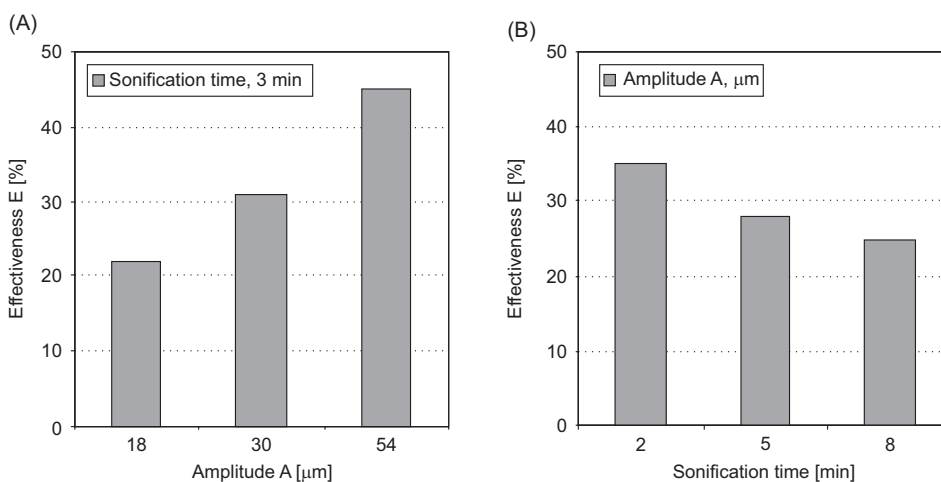 (A)
Effectiveness E [%]
50
40
30
20
10
0
Sonification time, 3 min
18 30 54
Amplitude A [μm]
(B)
Effectiveness E [%]
50
40
30
20
10
0
Amplitude A, μm
2 5 8
Sonification time [min]